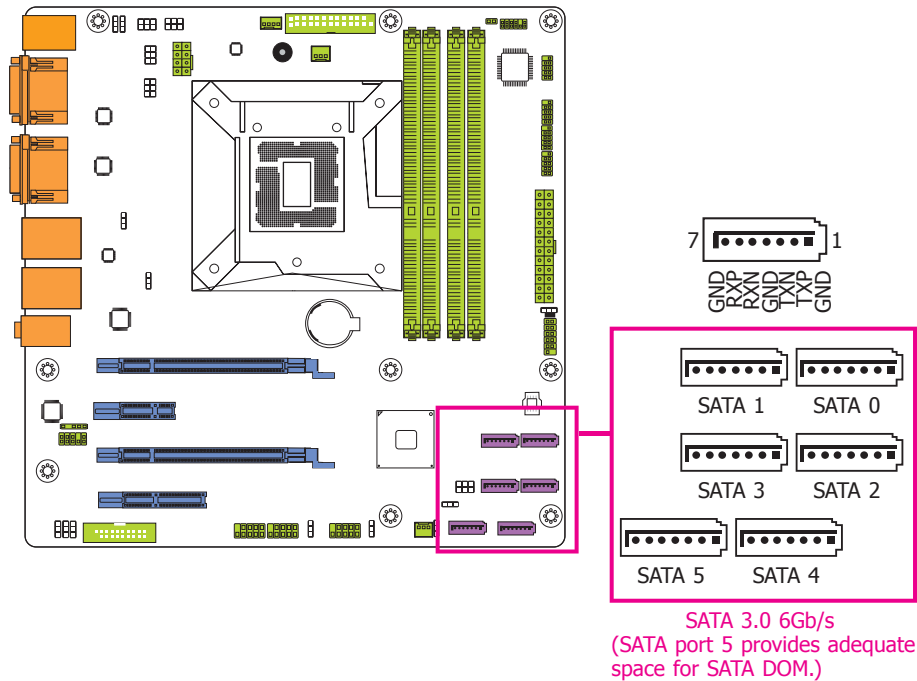 7 1
GND RXP RXN GND TXN TXP GND
SATA 1 SATA 0
SATA 3 SATA 2
SATA 5 SATA 4
SATA 3.0 6Gb/s
(SATA port 5 provides adequate
space for SATA DOM.)